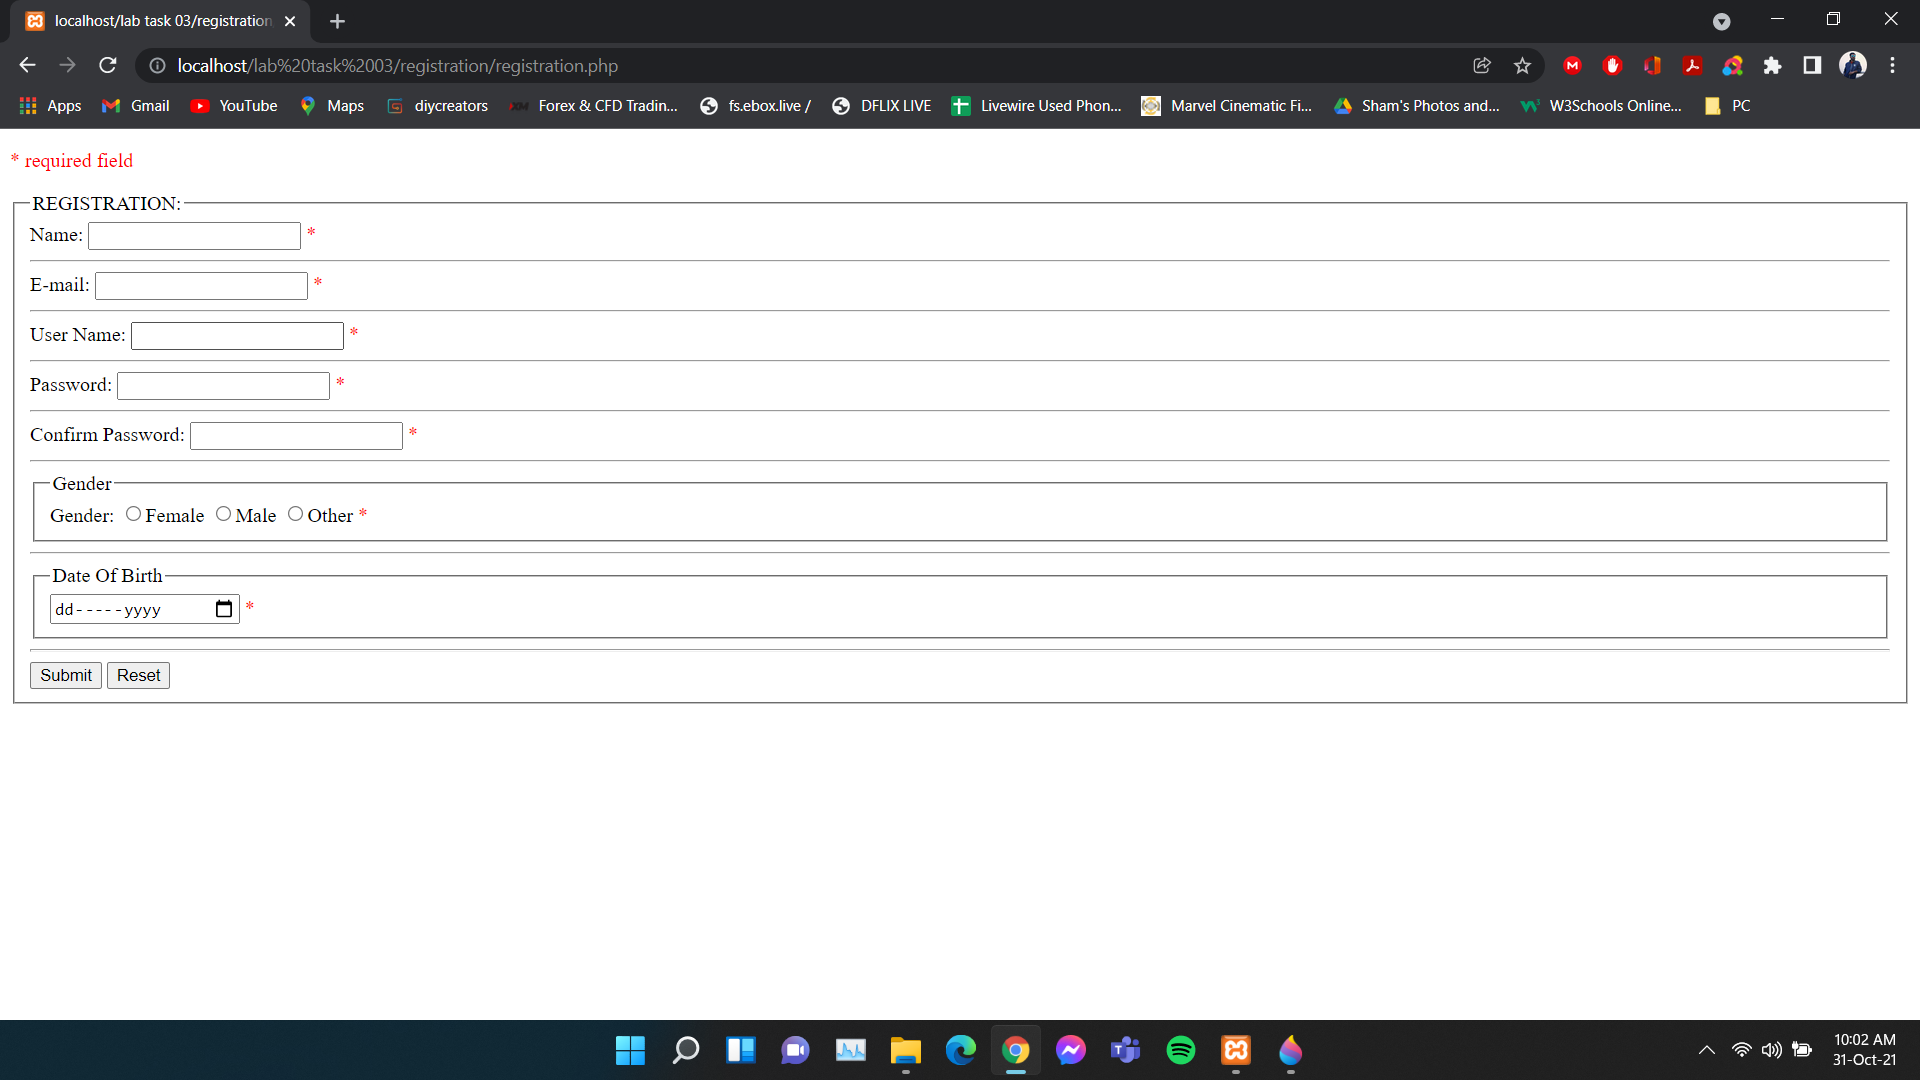 localhost/lab task 03/registration
localhost/lab%20task%2003/registration/registration.php
Apps Gmail YouTube Maps diycreators Forex & CFD Tradin... fs.ebox.live / DFLIX LIVE Livewire Used Phon... Marvel Cinematic Fi... Sham's Photos and... W3Schools Online... PC
* required field
REGISTRATION:
Name: *
E-mail: *
User Name: *
Password: *
Confirm Password: *
Gender
Gender: Female Male Other *
Date Of Birth
dd-----yyyy *
Submit Reset
10:02 AM
31-Oct-21